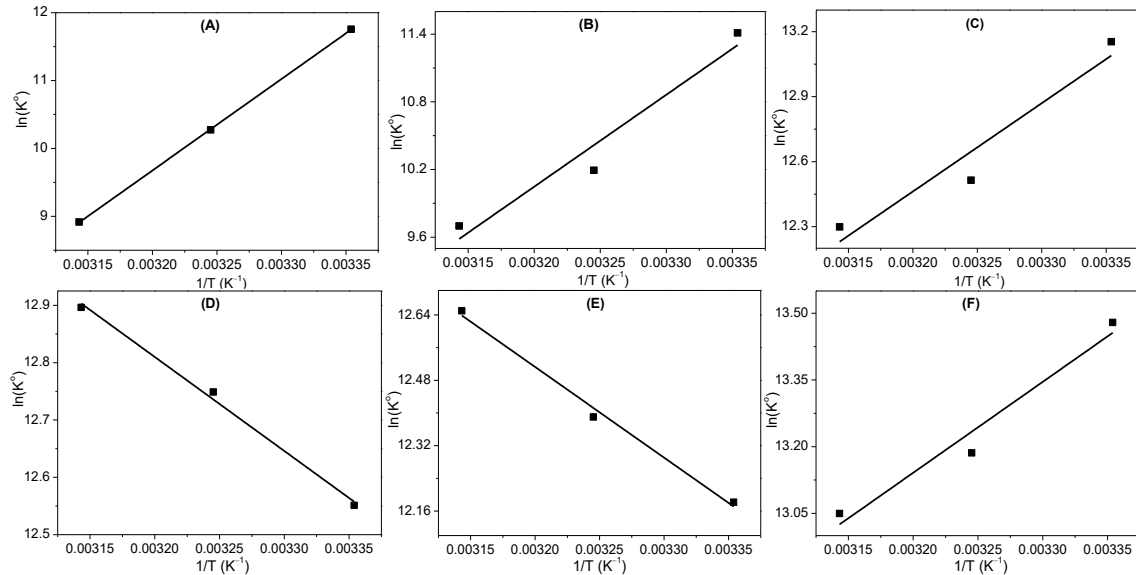 (A)
12
11
10
9
ln(K°)
0.00315 0.00320 0.00325 0.00330 0.00335
1/T (K⁻¹)
(B)
11.4
10.8
10.2
9.6
ln(K°)
0.00315 0.00320 0.00325 0.00330 0.00335
1/T (K⁻¹)
(C)
13.2
12.9
12.6
12.3
ln(K°)
0.00315 0.00320 0.00325 0.00330 0.00335
1/T (K⁻¹)
(D)
12.9
12.8
12.7
12.6
12.5
ln(K°)
0.00315 0.00320 0.00325 0.00330 0.00335
1/T (K⁻¹)
(E)
12.64
12.48
12.32
12.16
ln(K°)
0.00315 0.00320 0.00325 0.00330 0.00335
1/T (K⁻¹)
(F)
13.50
13.35
13.20
13.05
ln(K°)
0.00315 0.00320 0.00325 0.00330 0.00335
1/T (K⁻¹)